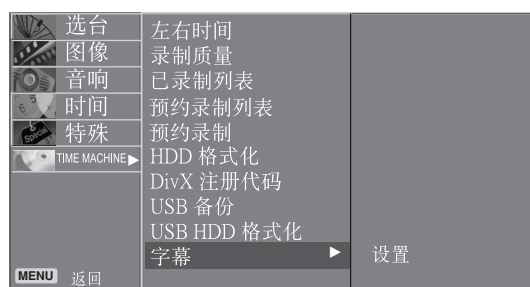 选台
图像
音响
时间
特殊
TIME MACHINE
左右时间
录制质量
已录制列表
预约录制列表
预约录制
HDD 格式化
DivX 注册代码
USB 备份
USB HDD 格式化
字幕
设置
MENU 返回
6 5
Special